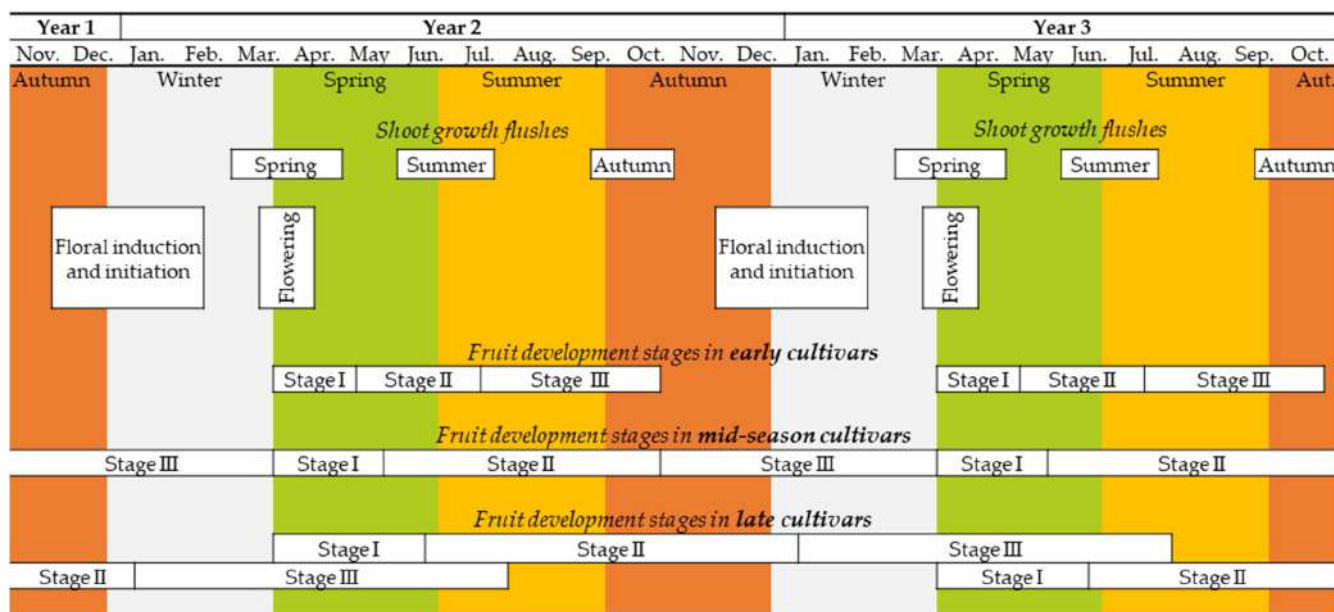 Year 1 Year 2 Year 3
Nov. Dec. Jan. Feb. Mar. Apr. May Jun. Jul. Aug. Sep. Oct. Nov. Dec. Jan. Feb. Mar. Apr. May Jun. Jul. Aug. Sep. Oct.
Autumn Winter Spring Summer Autumn Winter Spring Summer Aut.
Shoot growth flushes Shoot growth flushes
Spring Summer Autumn Spring Summer Autumn
Floral induction
and initiation
Flowering
Floral induction
and initiation
Flowering
Fruit development stages in early cultivars
Stage I Stage II Stage III Stage I Stage II Stage III
Fruit development stages in mid-season cultivars
Stage III Stage I Stage II Stage III Stage I Stage II
Fruit development stages in late cultivars
Stage I Stage II Stage III
Stage II Stage III Stage I Stage II